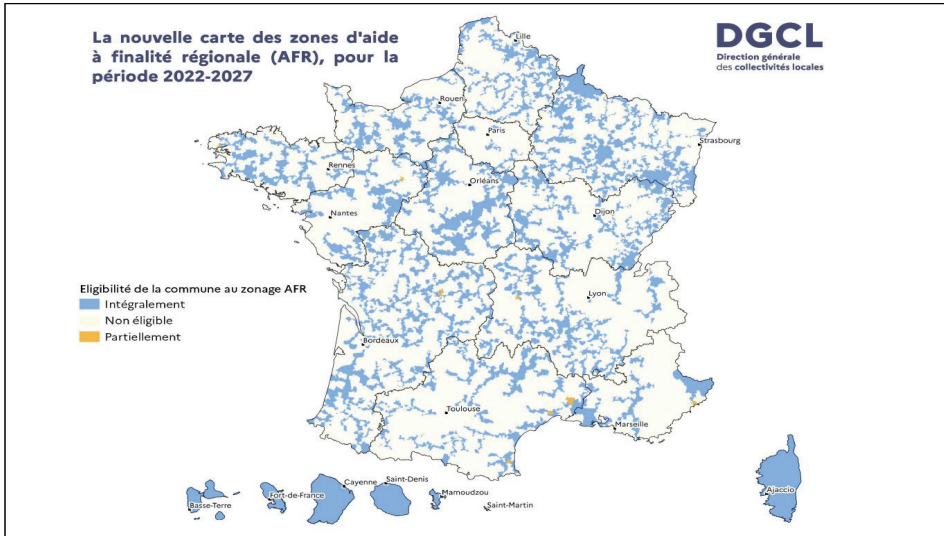 La nouvelle carte des zones d'aide
à finalité régionale (AFR), pour la
période 2022-2027
DGCL
Direction générale
des collectivités locales
Lille
Rouen
Paris
Strasbourg
Rennes
Orléans
Nantes
Dijon
Eligibilité de la commune au zonage AFR
Intégralement
Non éligible
Partiellement
Lyon
Bordeaux
Toulouse
Marseille
Cayenne
Saint-Denis
Mamoudzou
Fort-de-France
Basse-Terre
Saint-Martin
Ajaccio